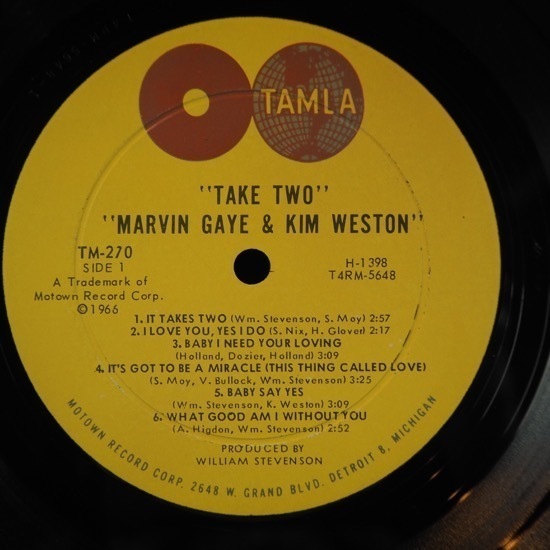 TAMLA
"TAKE TWO"
"MARVIN GAYE & KIM WESTON"
TM-270
SIDE 1
A Trademark of
Motown Record Corp.
©1966
H-1398
T4RM-5648
1. IT TAKES TWO (Wm. Stevenson, S. Moy) 2:57
2. I LOVE YOU, YES I DO (S. Nix, H. Glover) 2:17
3. BABY I NEED YOUR LOVING
(Holland, Dozier, Holland) 3:09
4. IT'S GOT TO BE A MIRACLE (THIS THING CALLED LOVE)
(S. Moy, V. Bullock, Wm. Stevenson) 3:25
5. BABY SAY YES
(Wm. Stevenson, K. Weston) 3:09
6. WHAT GOOD AM I WITHOUT YOU
(A. Higdon, Wm. Stevenson) 2:52
PRODUCED BY
WILLIAM STEVENSON
MOTOWN RECORD CORP. 2648 W. GRAND BLVD. DETROIT 8, MICHIGAN